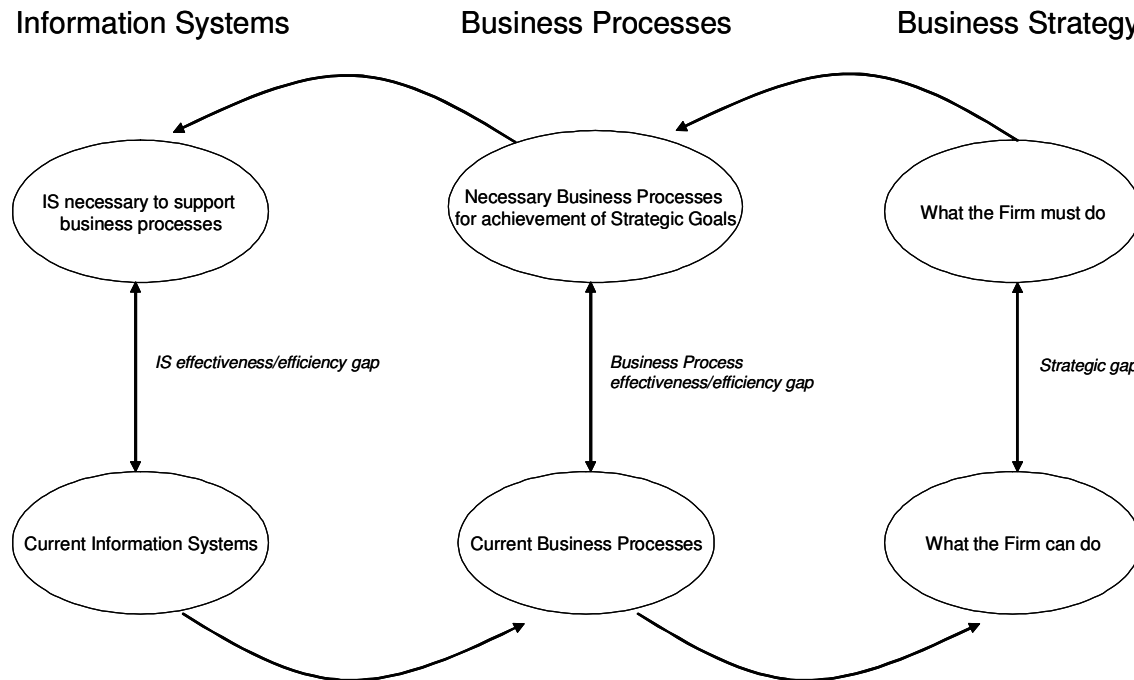 Information Systems
Business Processes
Business Strategy
IS necessary to support
business processes
Necessary Business Processes
for achievement of Strategic Goals
What the Firm must do
IS effectiveness/efficiency gap
Business Process
effectiveness/efficiency gap
Strategic gap
Current Information Systems
Current Business Processes
What the Firm can do